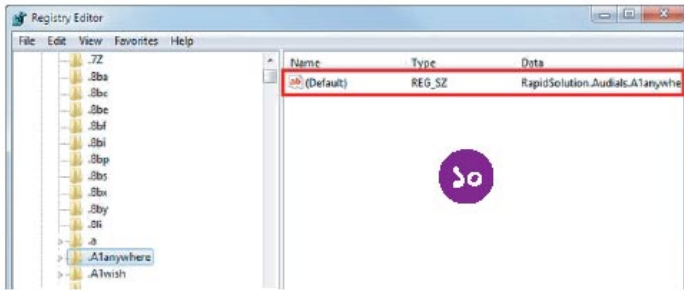 Registry Editor
File Edit View Favorites Help
.7Z
.8ba
.8bc
.8be
.8bf
.8bi
.8bp
.8bs
.8bx
.8by
.8li
.a
.A1anywhere
.A1wish
Name Type Data
ab (Default) REG_SZ RapidSolution.Audials.A1anywhe
১০